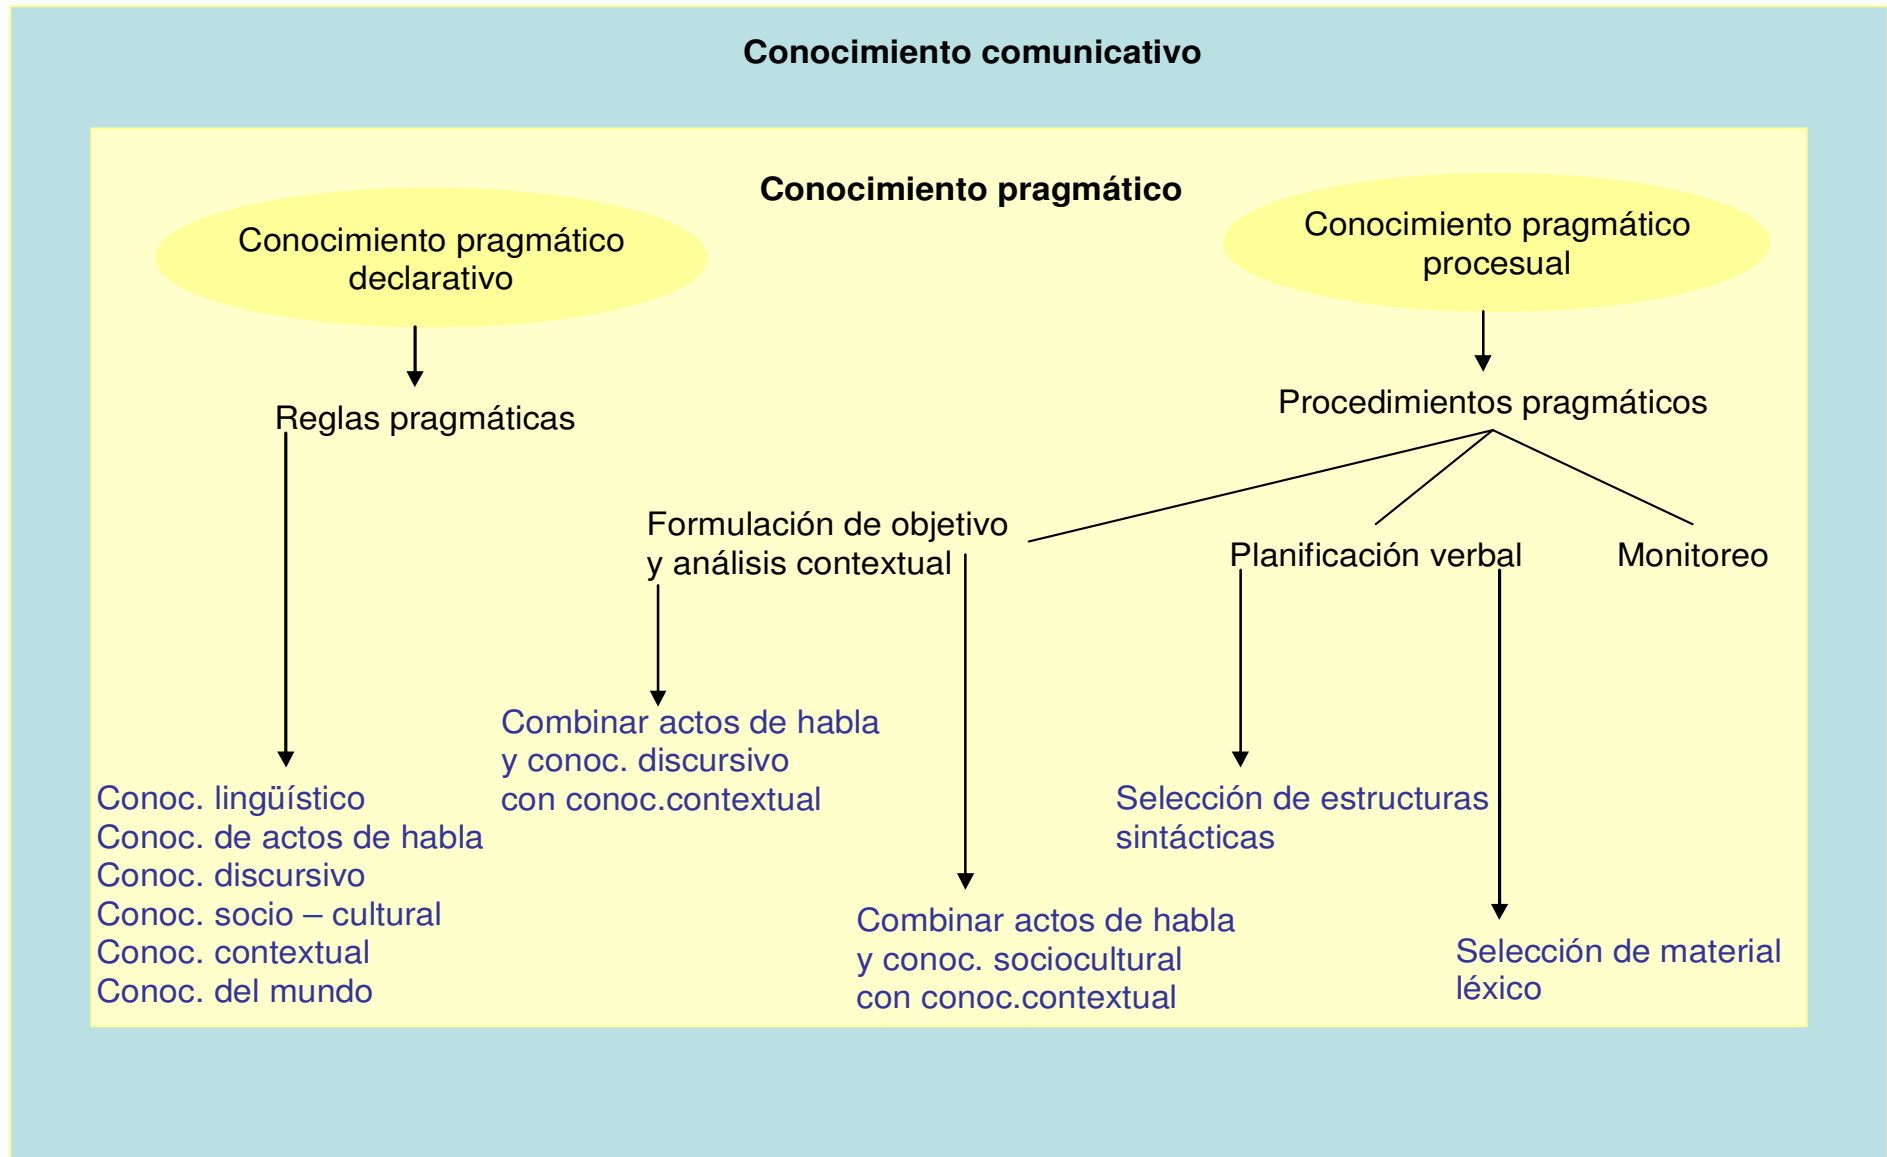 Conocimiento comunicativo
Conocimiento pragmático
Conocimiento pragmático
declarativo
Conocimiento pragmático
procesual
Reglas pragmáticas
Procedimientos pragmáticos
Formulación de objetivo
y análisis contextual
Planificación verbal
Monitoreo
Combinar actos de habla
y conoc. discursivo
con conoc.contextual
Conoc. lingüístico
Conoc. de actos de habla
Conoc. discursivo
Conoc. socio – cultural
Conoc. contextual
Conoc. del mundo
Selección de estructuras
sintácticas
Combinar actos de habla
y conoc. sociocultural
con conoc.contextual
Selección de material
léxico